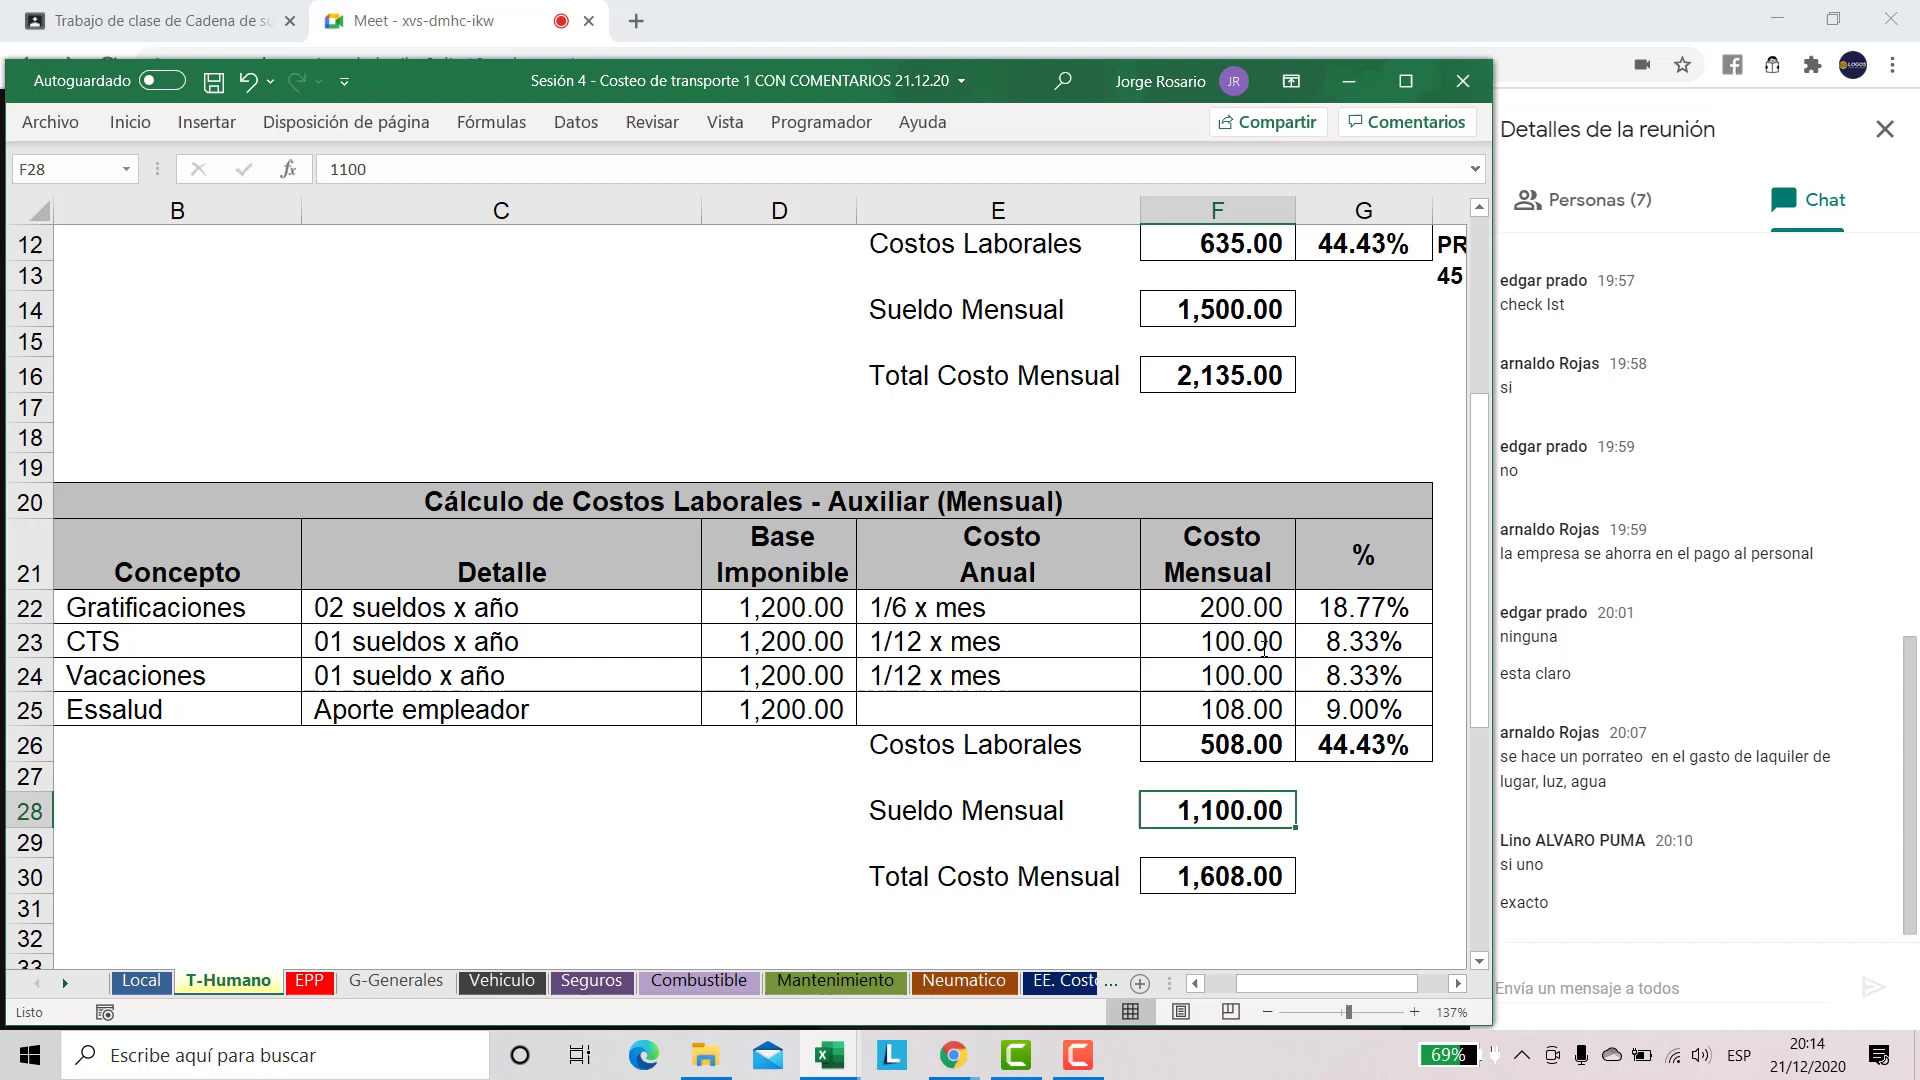 Trabajo de clase de Cadena de su
Meet - xvs-dmhc-ikw
Autoguardado
Sesión 4 - Costeo de transporte 1 CON COMENTARIOS 21.12.20
Jorge Rosario
JR
Archivo Inicio Insertar Disposición de página Fórmulas Datos Revisar Vista Programador Ayuda
Compartir
Comentarios
F28
fx
1100
B C D E F G
12 Costos Laborales 635.00 44.43% PR
13 45
14 Sueldo Mensual 1,500.00
15
16 Total Costo Mensual 2,135.00
17
18
19
20 Cálculo de Costos Laborales - Auxiliar (Mensual)
21 Concepto Detalle Base Imponible Costo Anual Costo Mensual %
22 Gratificaciones 02 sueldos x año 1,200.00 1/6 x mes 200.00 18.77%
23 CTS 01 sueldos x año 1,200.00 1/12 x mes 100.00 8.33%
24 Vacaciones 01 sueldo x año 1,200.00 1/12 x mes 100.00 8.33%
25 Essalud Aporte empleador 1,200.00 108.00 9.00%
26 Costos Laborales 508.00 44.43%
27
28 Sueldo Mensual 1,100.00
29
30 Total Costo Mensual 1,608.00
31
32
33
Local T-Humano EPP G-Generales Vehiculo Seguros Combustible Mantenimiento Neumatico EE. Costo ...
Listo
137%
Detalles de la reunión
Personas (7)
Chat
edgar prado 19:57
check lst
arnaldo Rojas 19:58
si
edgar prado 19:59
no
arnaldo Rojas 19:59
la empresa se ahorra en el pago al personal
edgar prado 20:01
ninguna
esta claro
arnaldo Rojas 20:07
se hace un porrateo en el gasto de laquiler de
lugar, luz, agua
Lino ALVARO PUMA 20:10
si uno
exacto
Envía un mensaje a todos
Escribe aquí para buscar
69%
ESP
20:14
21/12/2020